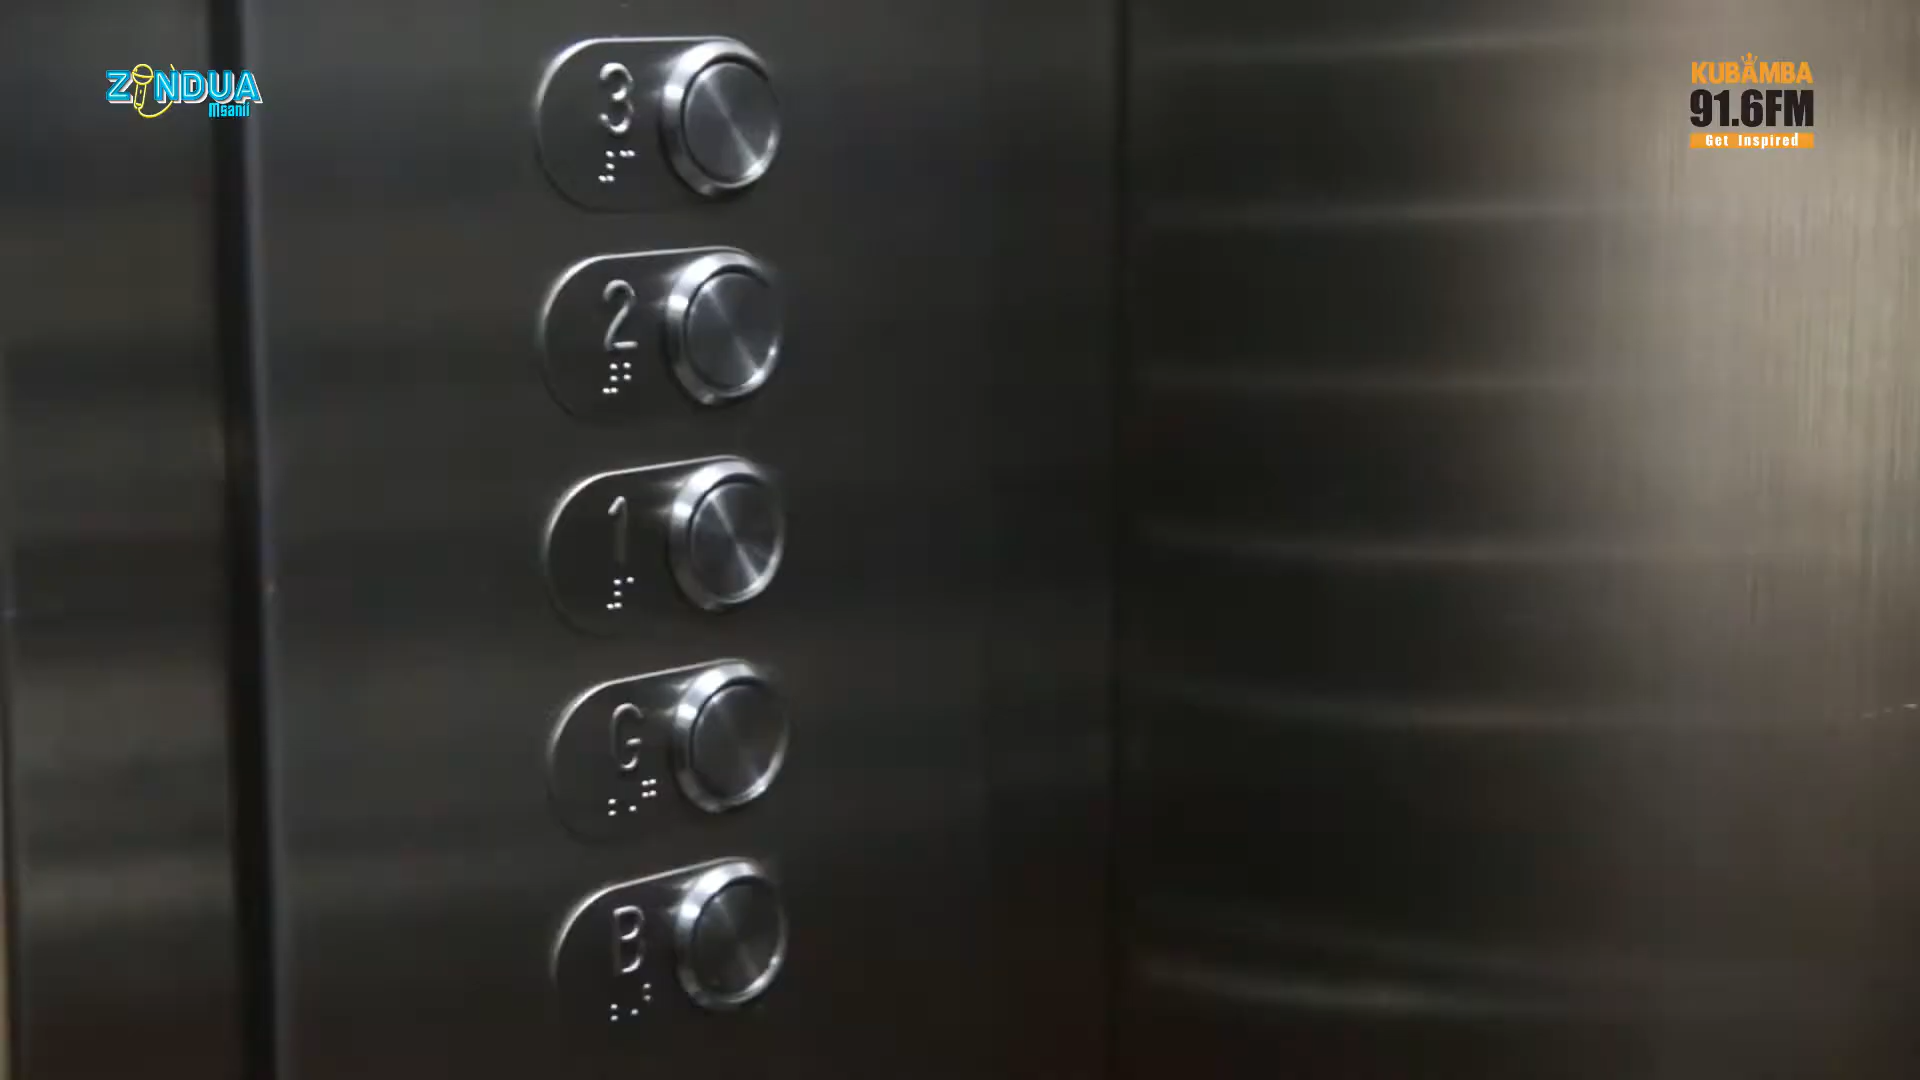 ZINDUA
Msanii
KUBAMBA
91.6FM
Get Inspired
3
2
1
G
B